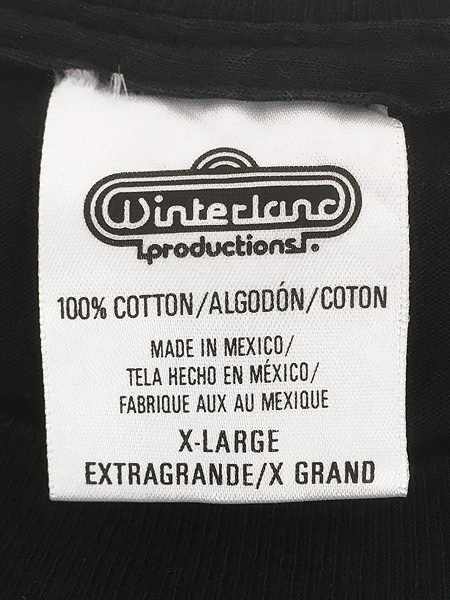 Winterland
productions.
100% COTTON/ALGODÓN/COTON
MADE IN MEXICO/
TELA HECHO EN MÉXICO/
FABRIQUE AUX AU MEXIQUE
X-LARGE
EXTRAGRANDE/X GRAND